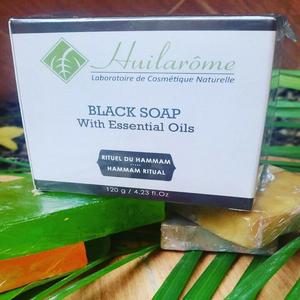 Huilarôme
Laboratoire de Cosmétique Naturelle
BLACK SOAP
With Essential Oils
RITUEL DU HAMMAM
HAMMAM RITUAL
120 g / 4.23 fl.Oz